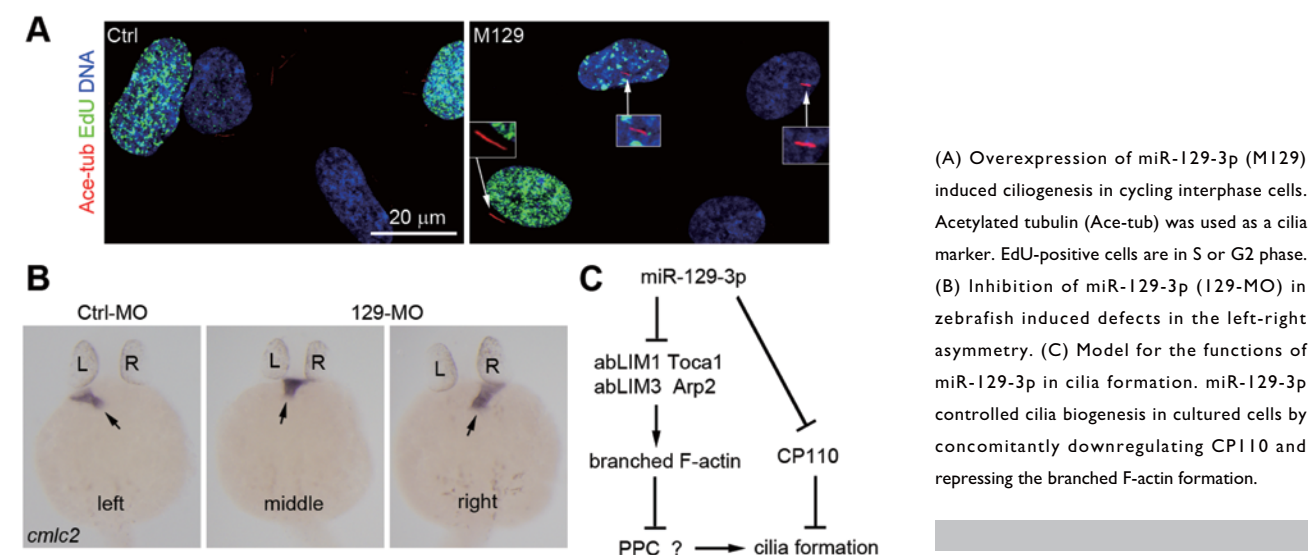 A
Ace-tub EdU DNA
Ctrl
20 μm
M129
B
Ctrl-MO
129-MO
L R
left
cmlc2
L R
middle
L R
right
C
miR-129-3p
abLIM1 Toca1
abLIM3 Arp2
branched F-actin
CP110
PPC ?
cilia formation
(A) Overexpression of miR-129-3p (M129)
induced ciliogenesis in cycling interphase cells.
Acetylated tubulin (Ace-tub) was used as a cilia
marker. EdU-positive cells are in S or G2 phase.
(B) Inhibition of miR-129-3p (129-MO) in
zebrafish induced defects in the left-right
asymmetry. (C) Model for the functions of
miR-129-3p in cilia formation. miR-129-3p
controlled cilia biogenesis in cultured cells by
concomitantly downregulating CP110 and
repressing the branched F-actin formation.